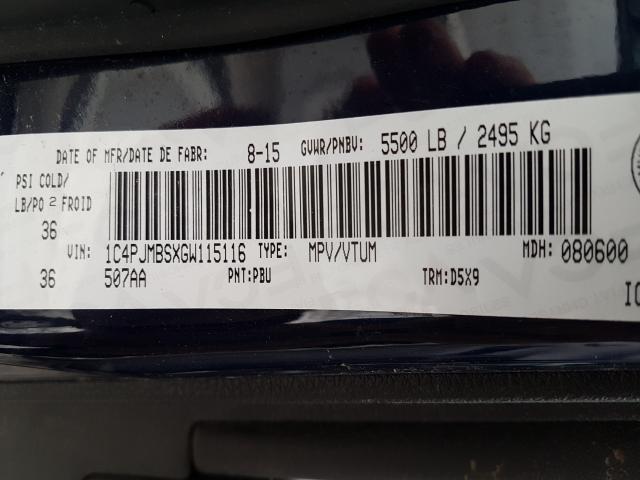 DATE OF MFR/DATE DE FABR: 8-15 GVWR/PNBV: 5500 LB / 2495 KG
PSI COLD/
LB/PO 2 FROID
36
VIN: 1C4PJMBSXGW115116 TYPE: MPV/VTUM MDH: 080600
36 507AA PNT:PBU TRM:D5X9